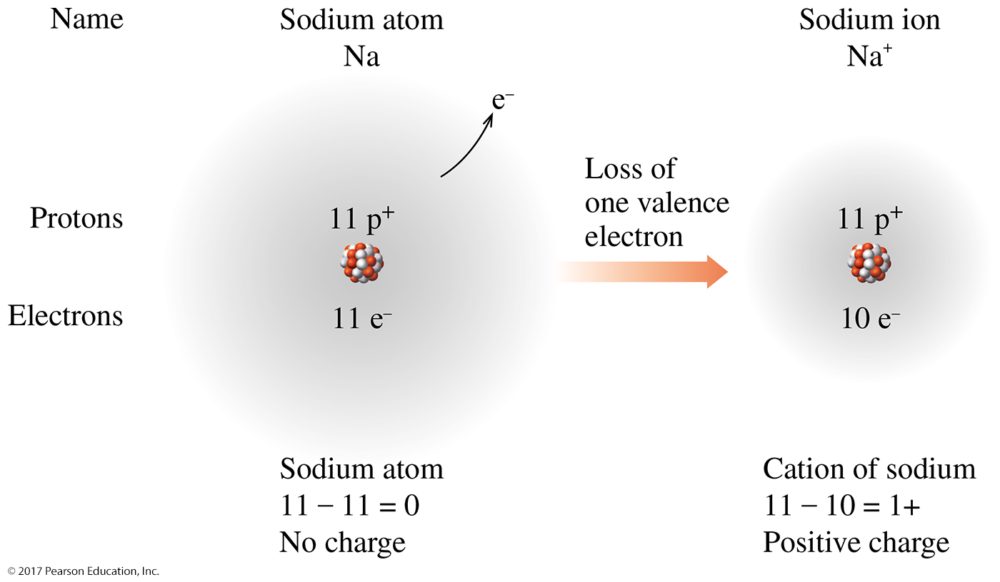 Name Sodium atom Sodium ion
Na Na⁺
e⁻
Loss of
one valence
electron
Protons 11 p⁺ 11 p⁺
Electrons 11 e⁻ 10 e⁻
Sodium atom Cation of sodium
11 − 11 = 0 11 − 10 = 1+
No charge Positive charge
© 2017 Pearson Education, Inc.